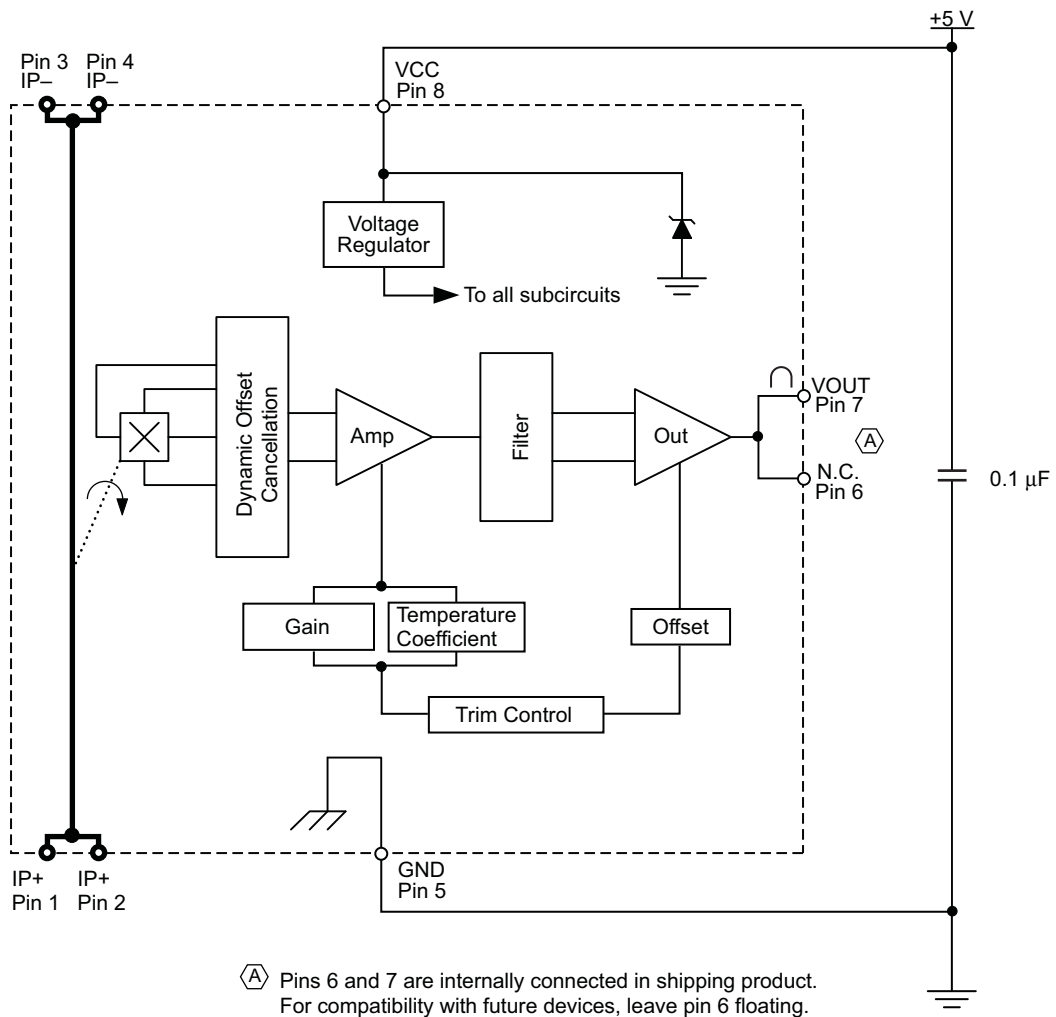 +5 V
Pin 3
IP–
Pin 4
IP–
VCC
Pin 8
Voltage
Regulator
To all subcircuits
Dynamic Offset
Cancellation
Amp
Filter
Out
VOUT
Pin 7
A
N.C.
Pin 6
0.1 µF
Gain
Temperature
Coefficient
Offset
Trim Control
IP+
Pin 1
IP+
Pin 2
GND
Pin 5
A Pins 6 and 7 are internally connected in shipping product.
For compatibility with future devices, leave pin 6 floating.